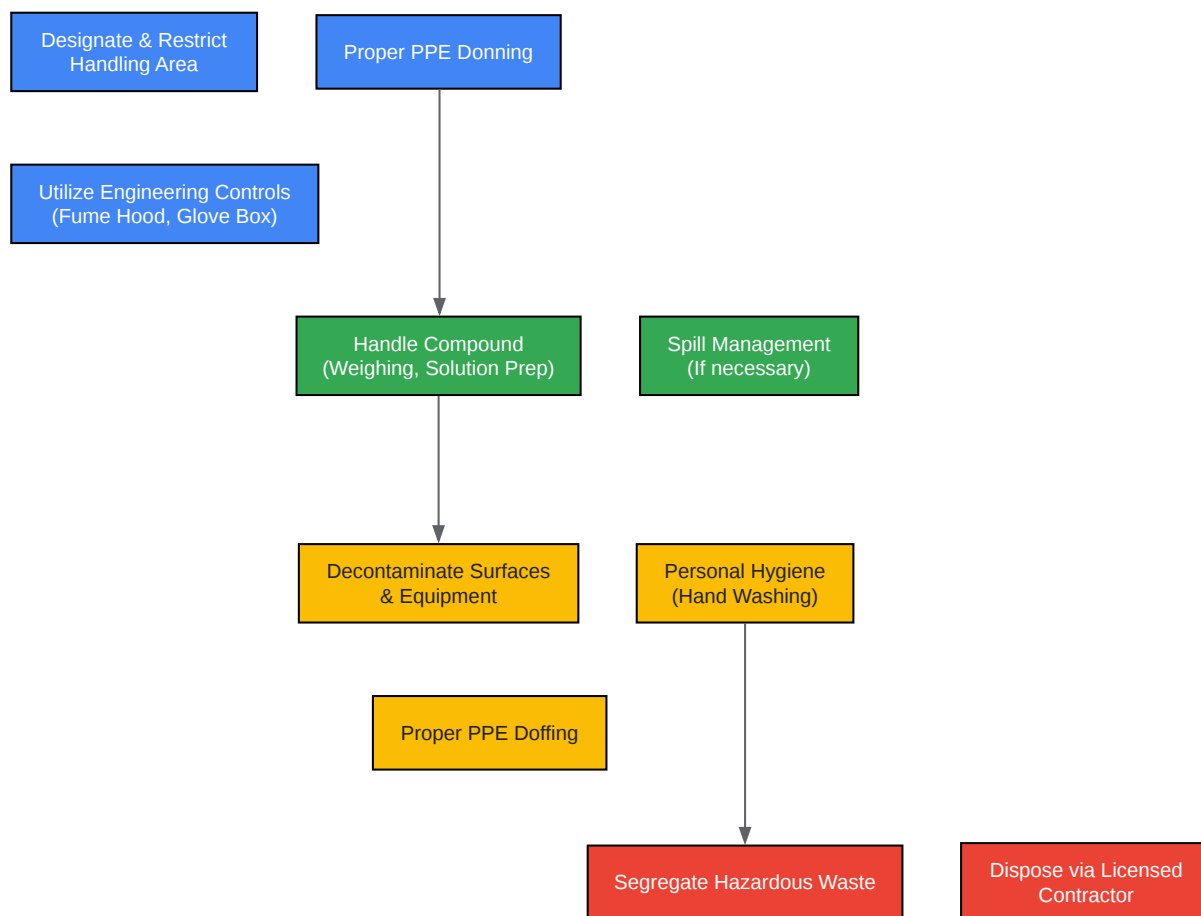 Designate & Restrict
Handling Area
Proper PPE Donning
Utilize Engineering Controls
(Fume Hood, Glove Box)
Handle Compound
(Weighing, Solution Prep)
Spill Management
(If necessary)
Decontaminate Surfaces
& Equipment
Personal Hygiene
(Hand Washing)
Proper PPE Doffing
Segregate Hazardous Waste
Dispose via Licensed
Contractor